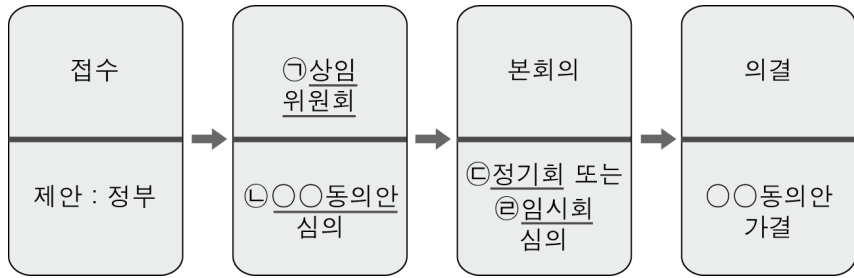 접수
제안 : 정부
㉠상임
위원회
㉡○○동의안
심의
본회의
㉢정기회 또는
㉣임시회
심의
의결
○○동의안
가결